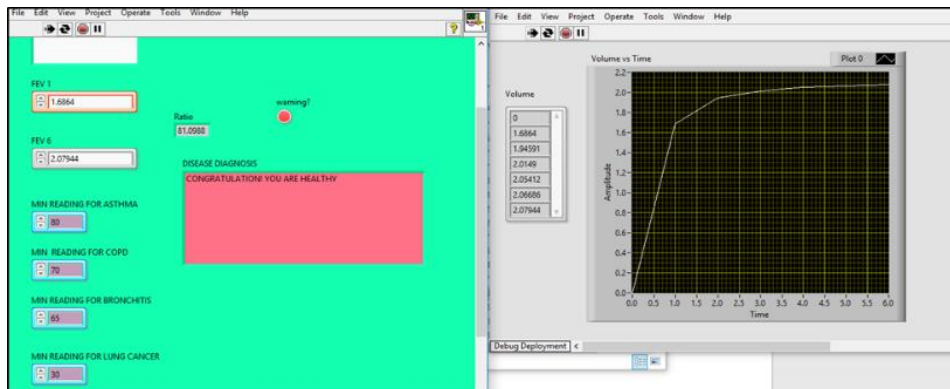 File Edit View Project Operate Tools Window Help
FEV 1
1.6864
FEV 6
2.07944
MIN READING FOR ASTHMA
80
MIN READING FOR COPD
70
MIN READING FOR BRONCHITIS
65
MIN READING FOR LUNG CANCER
30
Ratio
81.0988
warning?
DISEASE DIAGNOSIS
CONGRATULATION! YOU ARE HEALTHY
File Edit View Project Operate Tools Window Help
Volume vs Time
Plot 0
Volume
0
1.6864
1.94591
2.0149
2.05412
2.06686
2.07944
Amplitude
2.2
2.0
1.8
1.6
1.4
1.2
1.0
0.8
0.6
0.4
0.2
0.0
0.0 0.5 1.0 1.5 2.0 2.5 3.0 3.5 4.0 4.5 5.0 5.5 6.0
Time
Debug Deployment